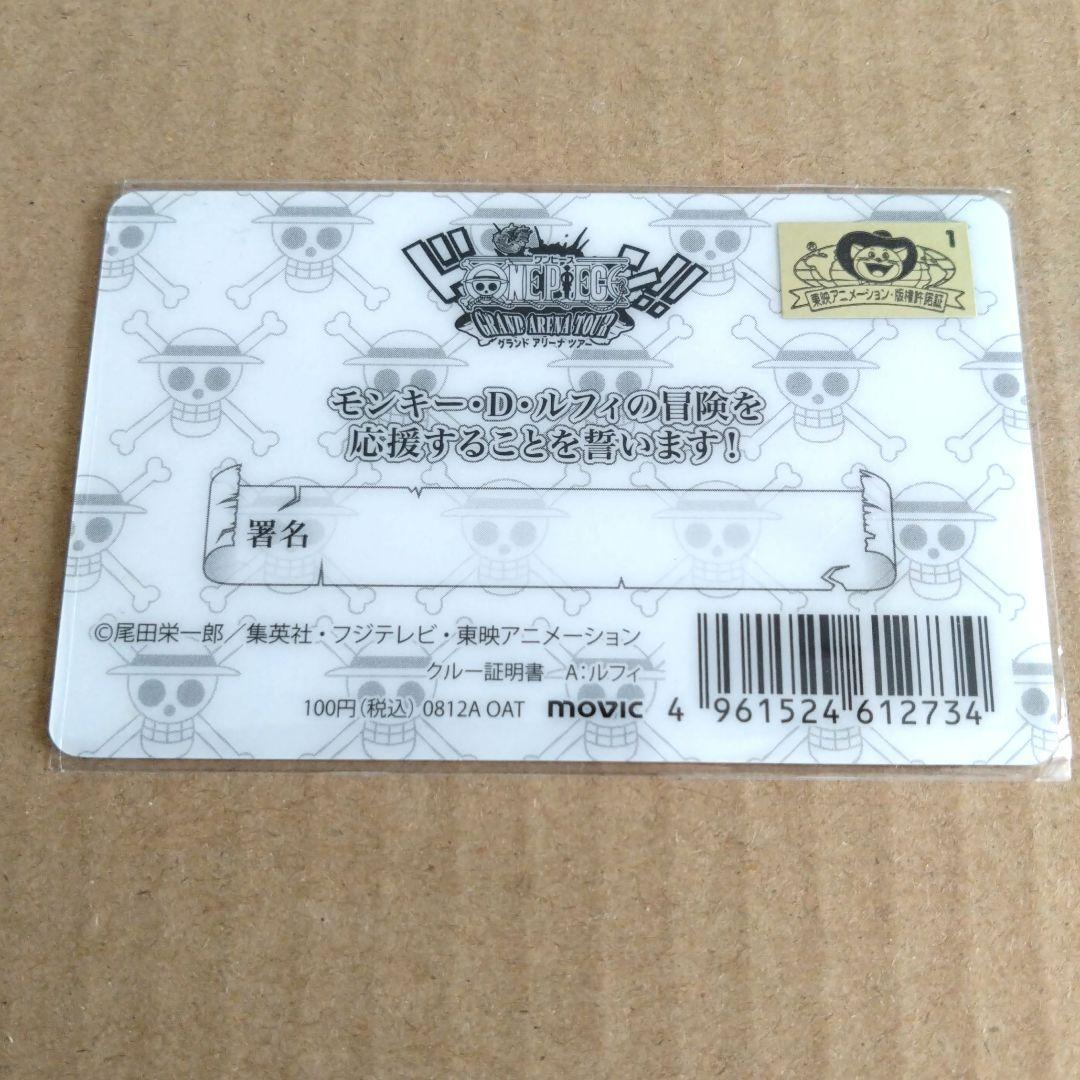 ドーン!!
ワンピース
ONE PIECE
GRAND ARENA TOUR
グランド アリーナ ツアー
1
東映アニメーション・版権許諾証
モンキー・D・ルフィの冒険を
応援することを誓います!
署名
©尾田栄一郎/集英社・フジテレビ・東映アニメーション
クルー証明書 A:ルフィ
100円(税込) 0812A OAT movic
4 961524 612734